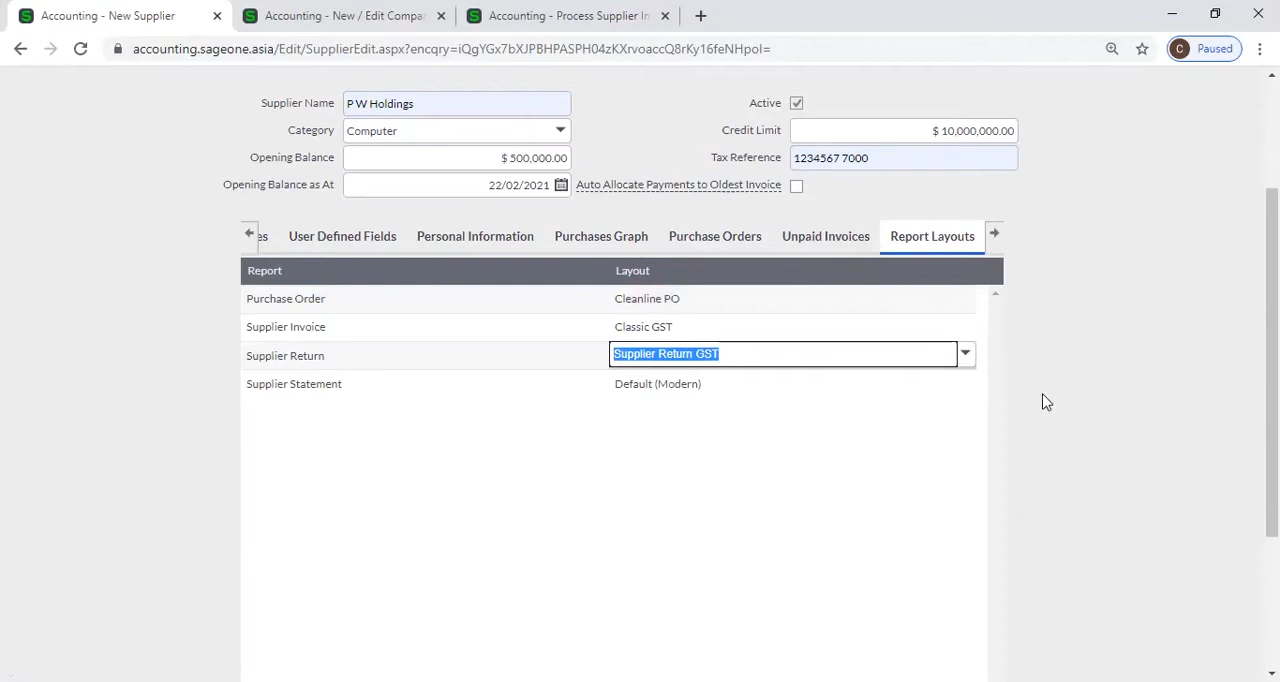 Accounting - New Supplier
Accounting - New / Edit Compa
Accounting - Process Supplier In
accounting.sageone.asia/Edit/SupplierEdit.aspx?encqry=iQgYGx7bXJPBHPASPH04zKXrvoaccQ8rKy16feNHpoI=
C Paused
Supplier Name P W Holdings Active
Category Computer Credit Limit $ 10,000,000.00
Opening Balance $ 500,000.00 Tax Reference 1234567 7000
Opening Balance as At 22/02/2021 Auto Allocate Payments to Oldest Invoice
es User Defined Fields Personal Information Purchases Graph Purchase Orders Unpaid Invoices Report Layouts
Report Layout
Purchase Order Cleanline PO
Supplier Invoice Classic GST
Supplier Return Supplier Return GST
Supplier Statement Default (Modern)